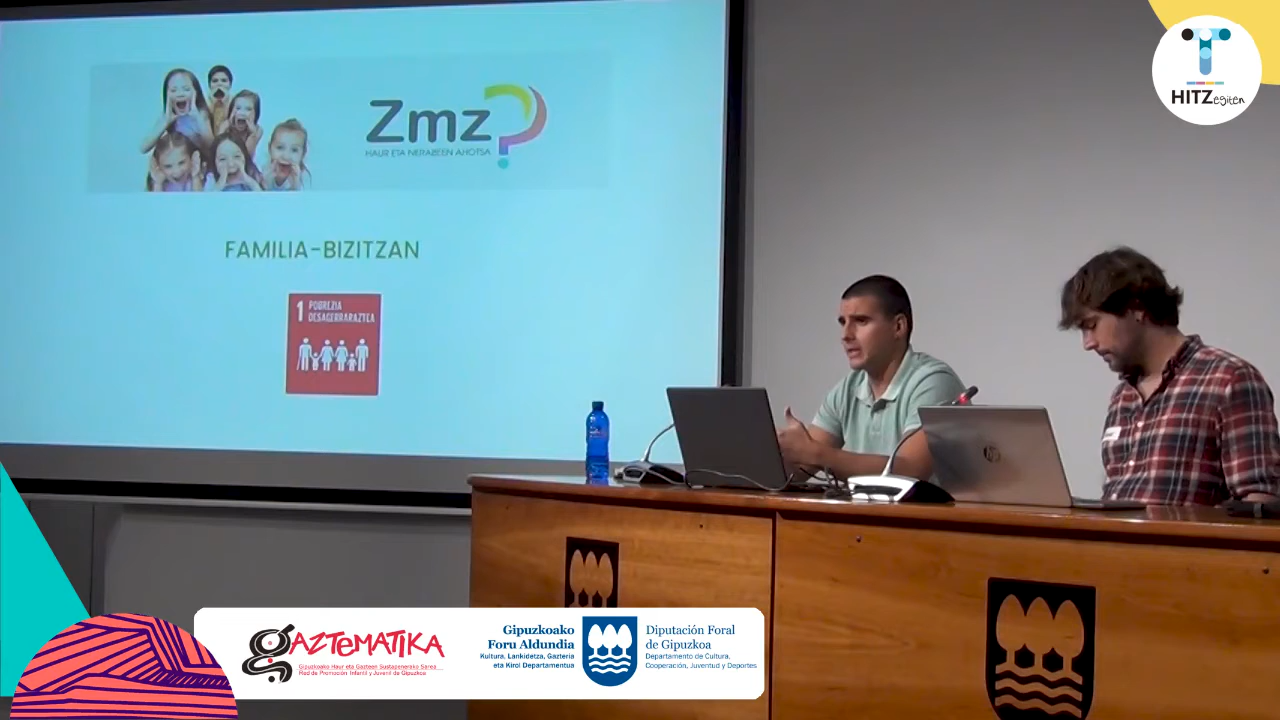 Zmz?
HAUR ETA NERABEEN AHOTSA
FAMILIA-BIZITZAN
1 POBREZIA
DESAGERRARAZTEA
HITZegiten
hp
GAZTEMATIKA
Gipuzkoako Haur eta Gazteen Sustapenerako Sarea
Red de Promoción Infantil y Juvenil de Gipuzkoa
Gipuzkoako
Foru Aldundia
Kultura, Lankidetza, Gazteria
eta Kirol Departamentua
Diputación Foral
de Gipuzkoa
Departamento de Cultura,
Cooperación, Juventud y Deportes